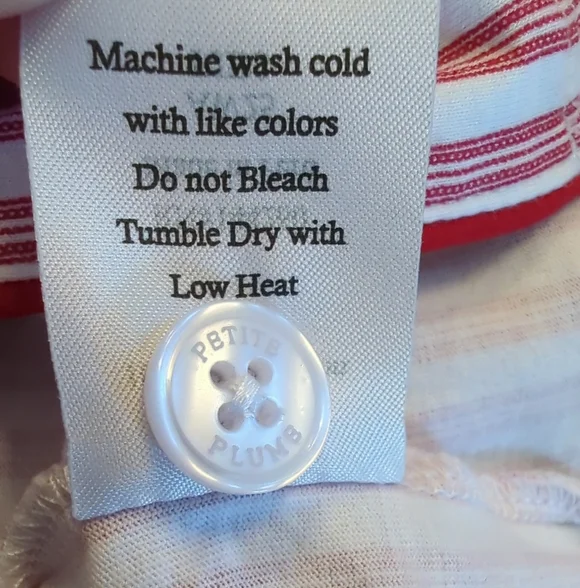 Machine wash cold
with like colors
Do not Bleach
Tumble Dry with
Low Heat
PETITE
PLUME